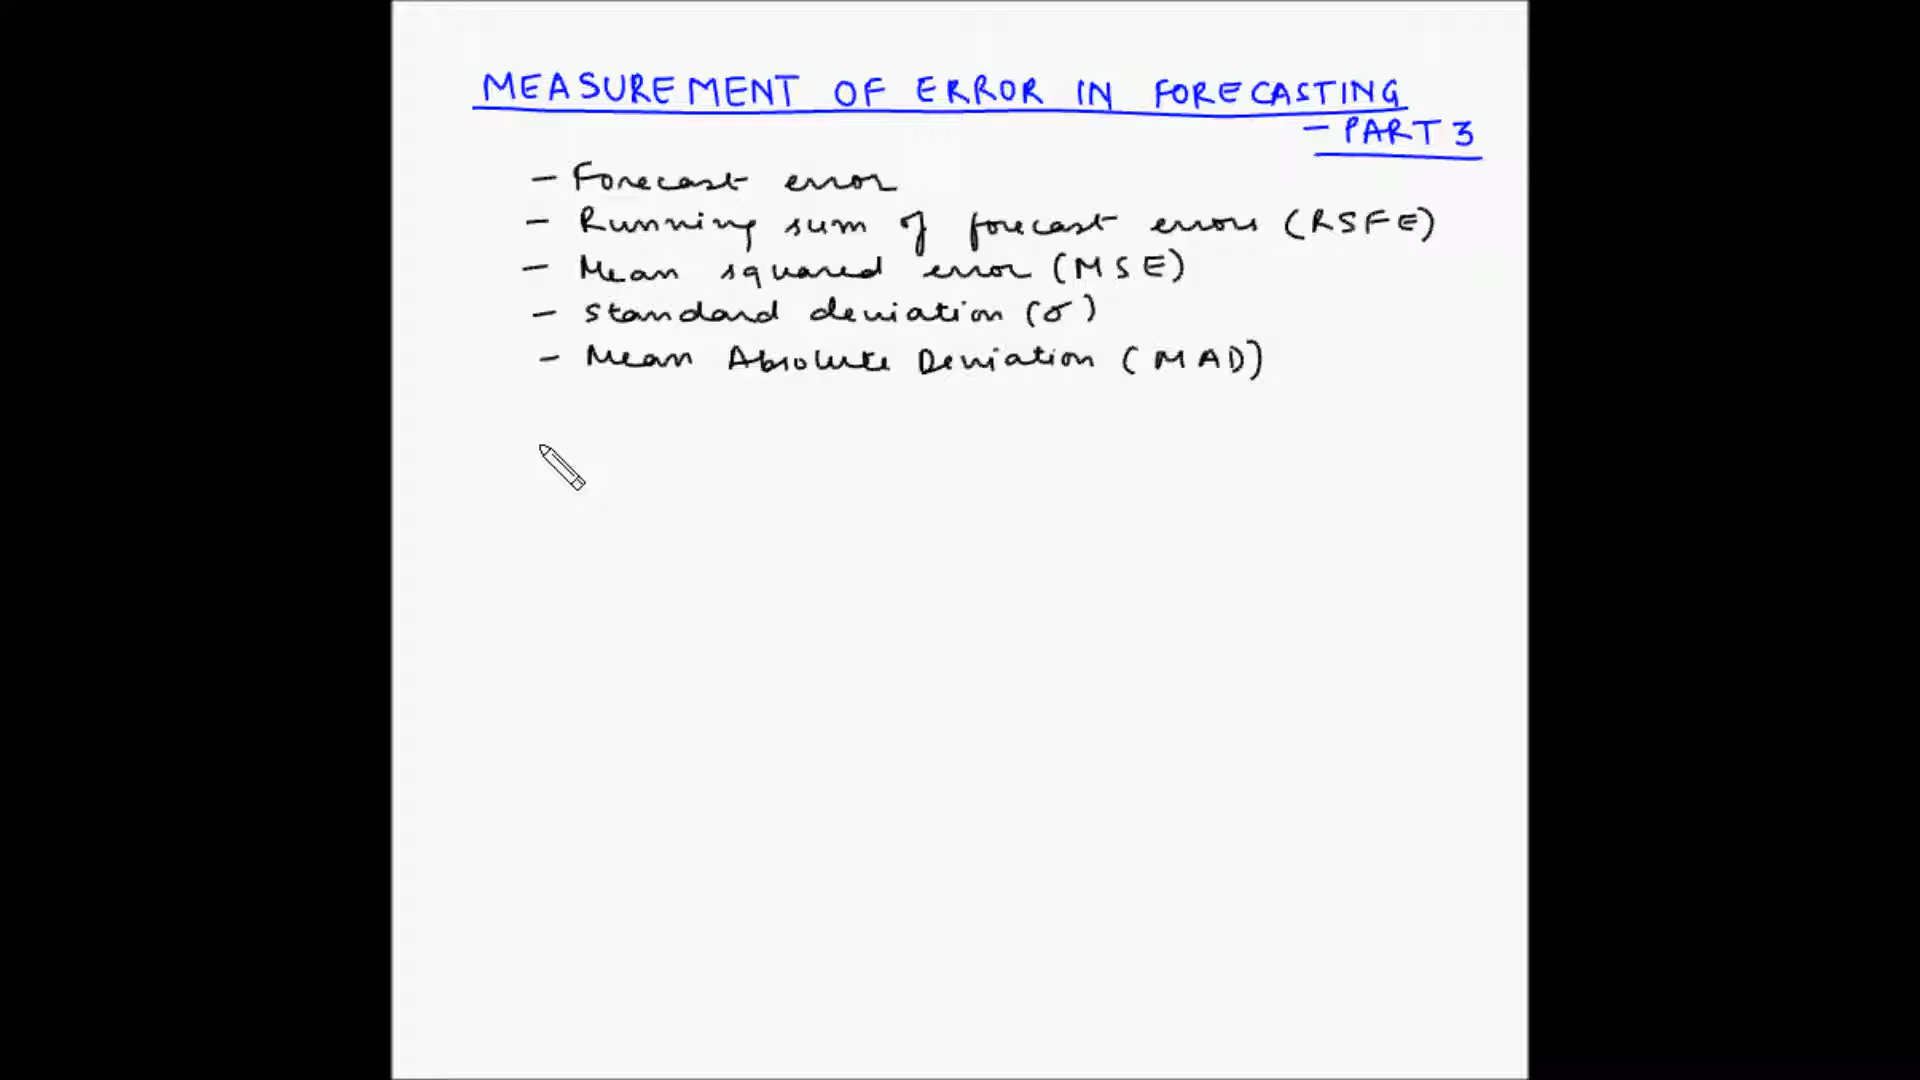 MEASUREMENT OF ERROR IN FORECASTING
- PART 3
- Forecast error
- Running sum of forecast errors (RSFE)
- Mean squared error (MSE)
- Standard deviation (σ)
- Mean Absolute Deviation (MAD)